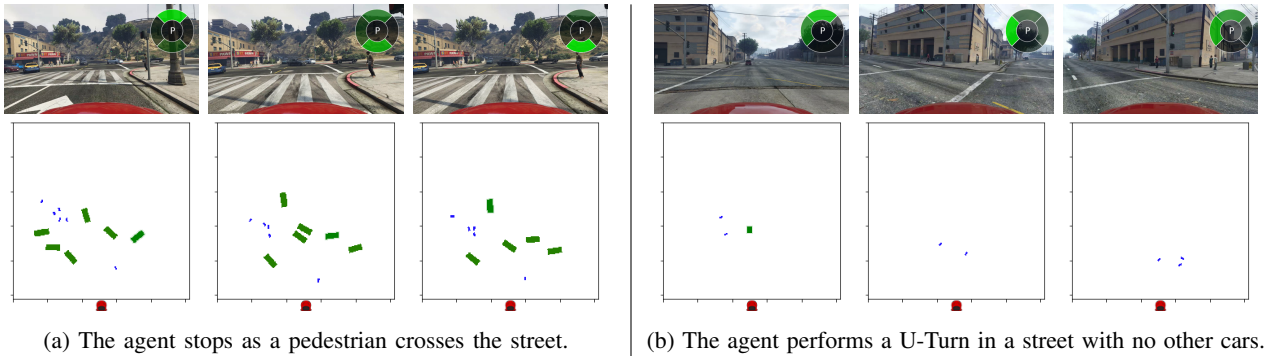 P P P P P P
(a) The agent stops as a pedestrian crosses the street.
(b) The agent performs a U-Turn in a street with no other cars.